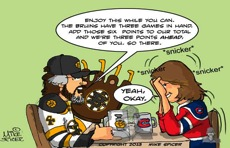 ENJOY THIS WHILE YOU CAN.
THE BRUINS HAVE THREE GAMES IN HAND.
ADD THOSE SIX POINTS TO OUR TOTAL
AND WE'RE THREE POINTS AHEAD
OF YOU. SO THERE.
*snicker*
*snicker*
*snicker*
YEAH,
OKAY.
COPYRIGHT 2013 MIKE SPICER